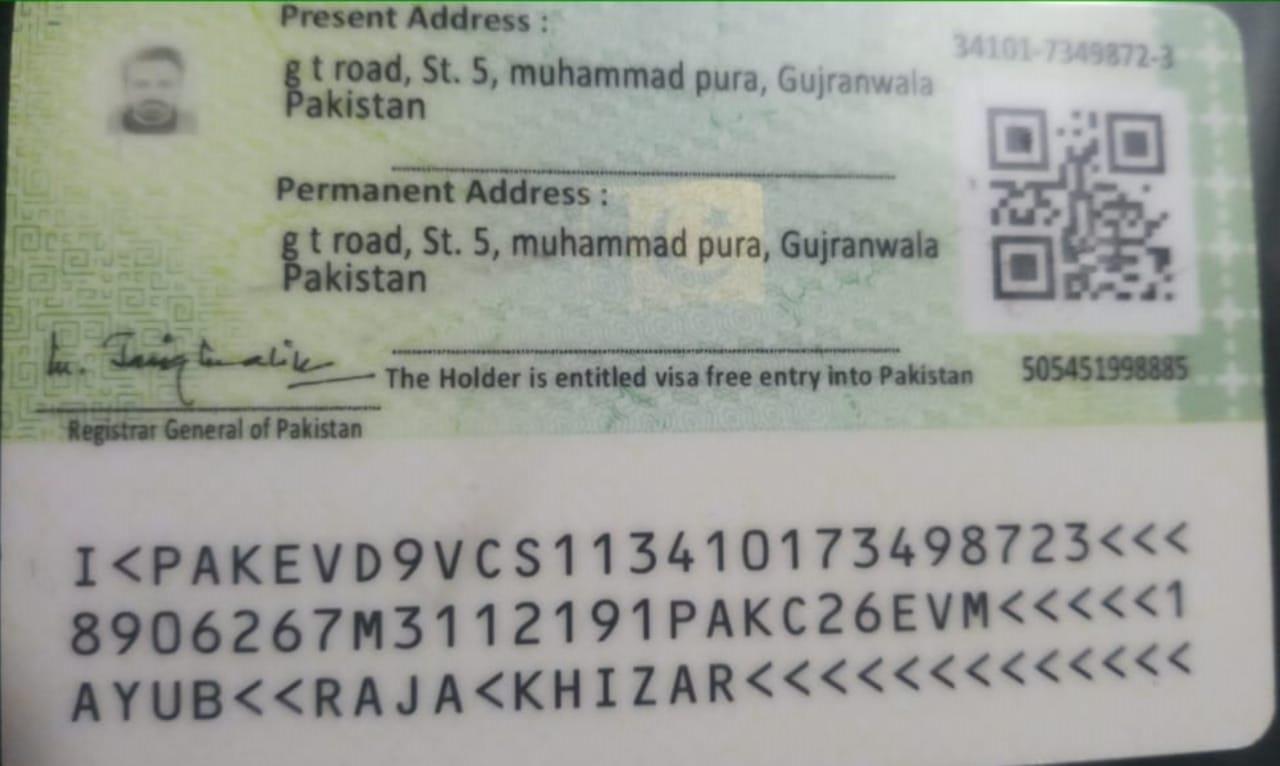 Present Address :
34101-7349872-3
g t road, St. 5, muhammad pura, Gujranwala
Pakistan
Permanent Address :
g t road, St. 5, muhammad pura, Gujranwala
Pakistan
The Holder is entitled visa free entry into Pakistan
505451998885
Registrar General of Pakistan
I<PAKEVD9VCS113410173498723<<<
8906267M3112191PAKC26EVM<<<<<1
AYUB<<RAJA<KHIZAR<<<<<<<<<<<<<